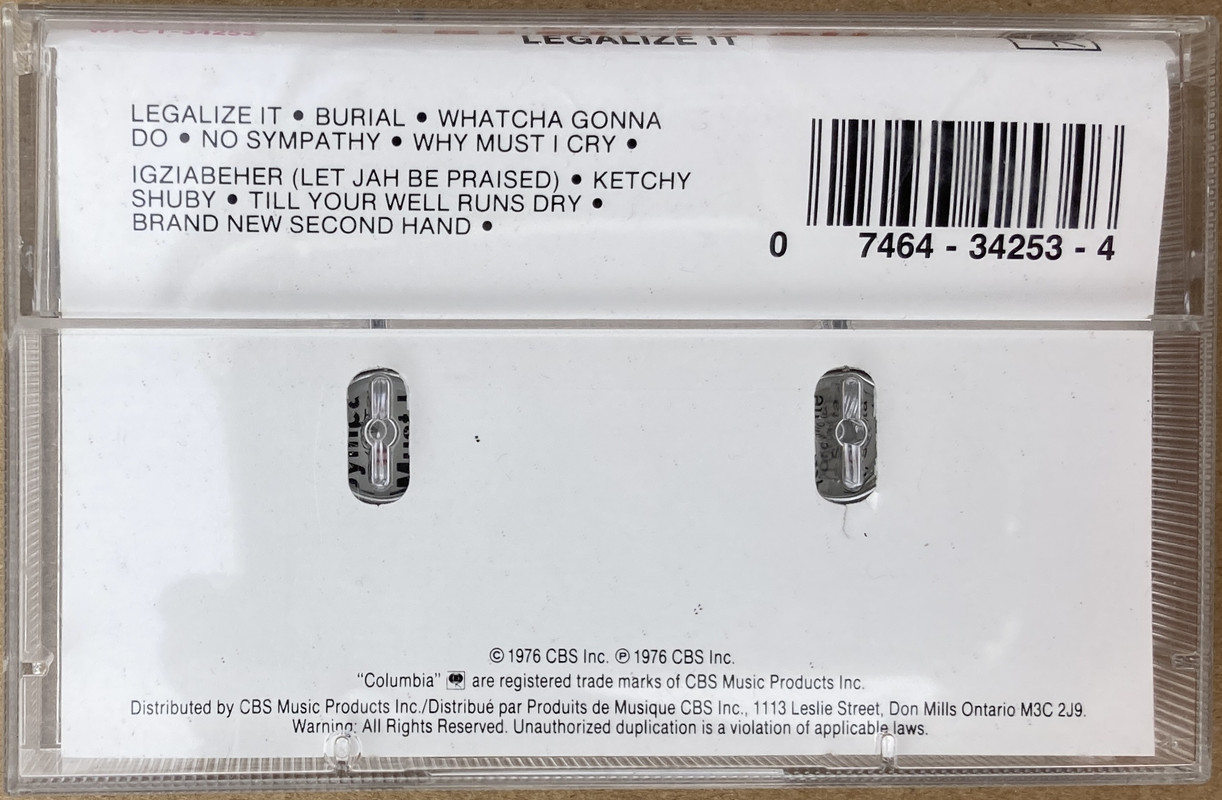 LEGALIZE IT
LEGALIZE IT • BURIAL • WHATCHA GONNA
DO • NO SYMPATHY • WHY MUST I CRY •
IGZIABEHER (LET JAH BE PRAISED) • KETCHY
SHUBY • TILL YOUR WELL RUNS DRY •
BRAND NEW SECOND HAND •
0 7464 - 34253 - 4
© 1976 CBS Inc. ℗ 1976 CBS Inc.
"Columbia" are registered trade marks of CBS Music Products Inc.
Distributed by CBS Music Products Inc./Distribué par Produits de Musique CBS Inc., 1113 Leslie Street, Don Mills Ontario M3C 2J9.
Warning: All Rights Reserved. Unauthorized duplication is a violation of applicable laws.